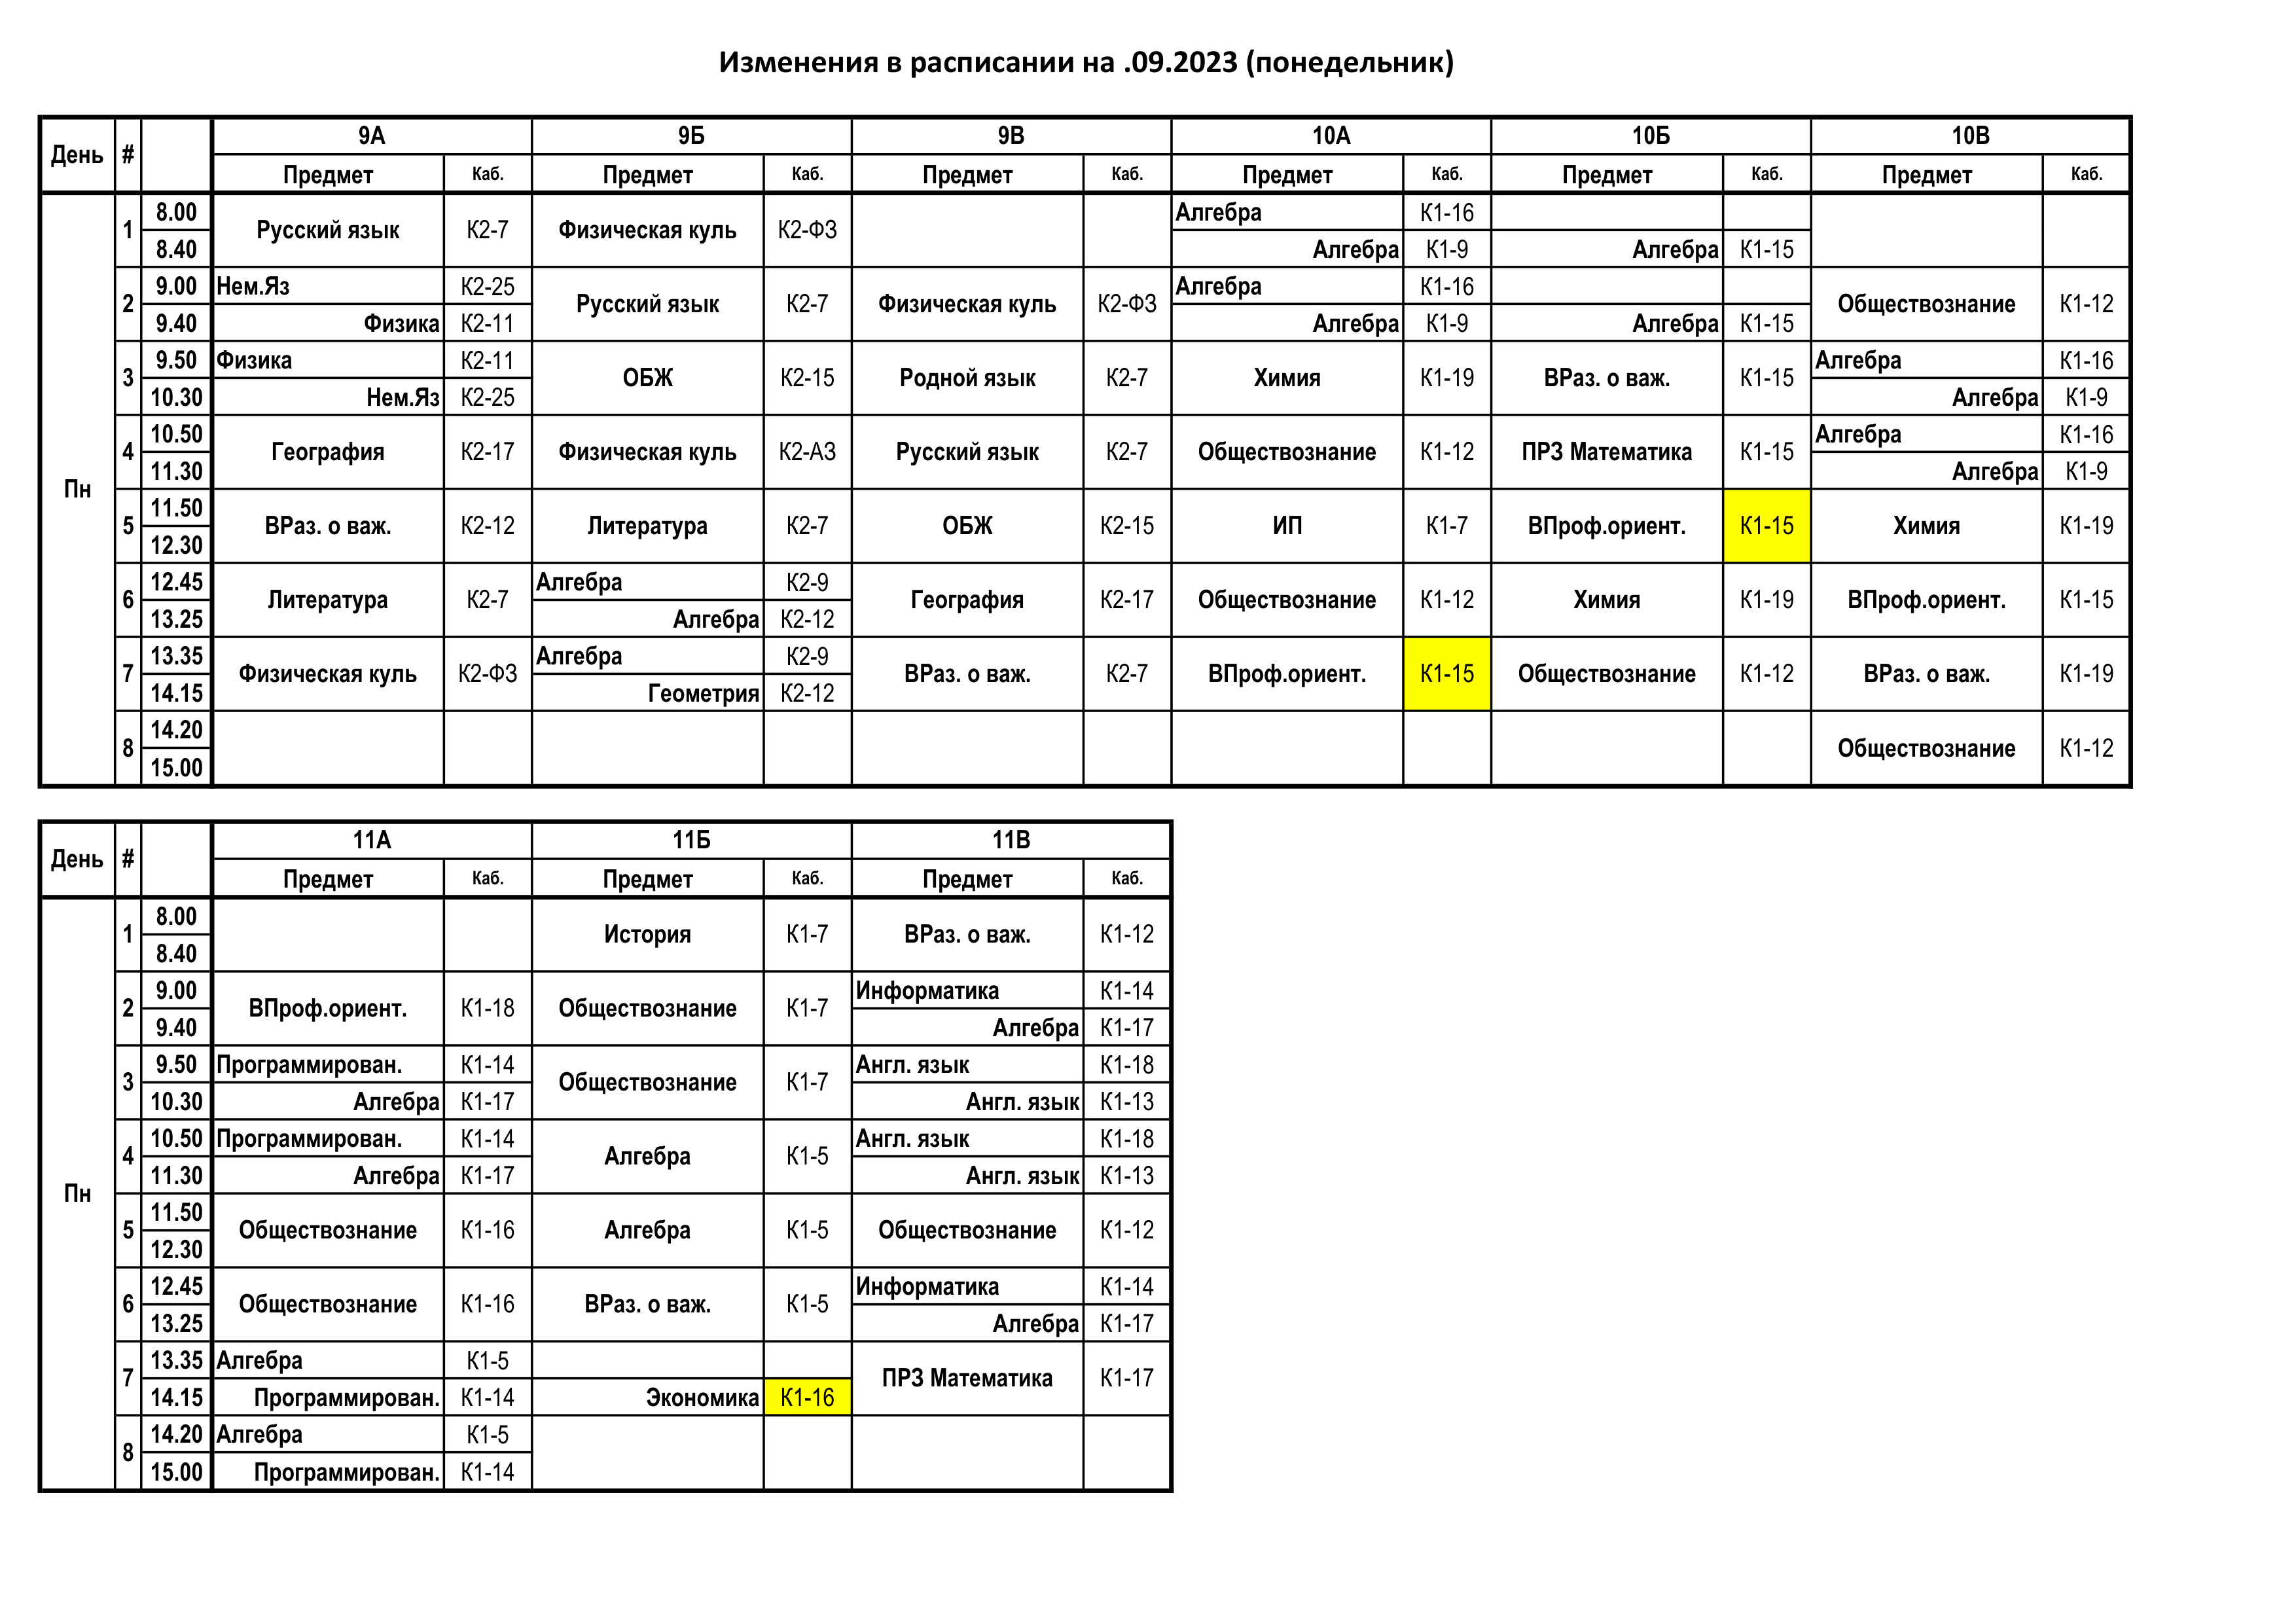 Изменения в расписании на .09.2023 (понедельник)
День # 9А 9Б 9В 10А 10Б 10В
Предмет Каб. Предмет Каб. Предмет Каб. Предмет Каб. Предмет Каб. Предмет Каб.
Пн
1 8.00 Русский язык К2-7 Физическая куль К2-ФЗ Алгебра К1-16
8.40 Алгебра К1-9 Алгебра К1-15
2 9.00 Нем.Яз К2-25 Русский язык К2-7 Физическая куль К2-ФЗ Алгебра К1-16 Обществознание К1-12
9.40 Физика К2-11 Алгебра К1-9 Алгебра К1-15
3 9.50 Физика К2-11 ОБЖ К2-15 Родной язык К2-7 Химия К1-19 ВРаз. о важ. К1-15 Алгебра К1-16
10.30 Нем.Яз К2-25 Алгебра К1-9
4 10.50 География К2-17 Физическая куль К2-АЗ Русский язык К2-7 Обществознание К1-12 ПРЗ Математика К1-15 Алгебра К1-16
11.30 Алгебра К1-9
5 11.50 ВРаз. о важ. К2-12 Литература К2-7 ОБЖ К2-15 ИП К1-7 ВПроф.ориент. К1-15 Химия К1-19
12.30
6 12.45 Литература К2-7 Алгебра К2-9 География К2-17 Обществознание К1-12 Химия К1-19 ВПроф.ориент. К1-15
13.25 Алгебра К2-12
7 13.35 Физическая куль К2-ФЗ Алгебра К2-9 ВРаз. о важ. К2-7 ВПроф.ориент. К1-15 Обществознание К1-12 ВРаз. о важ. К1-19
14.15 Геометрия К2-12
8 14.20 Обществознание К1-12
15.00
День # 11А 11Б 11В
Предмет Каб. Предмет Каб. Предмет Каб.
Пн
1 8.00 История К1-7 ВРаз. о важ. К1-12
8.40
2 9.00 ВПроф.ориент. К1-18 Обществознание К1-7 Информатика К1-14
9.40 Алгебра К1-17
3 9.50 Программирован. К1-14 Обществознание К1-7 Англ. язык К1-18
10.30 Алгебра К1-17 Англ. язык К1-13
4 10.50 Программирован. К1-14 Алгебра К1-5 Англ. язык К1-18
11.30 Алгебра К1-17 Англ. язык К1-13
5 11.50 Обществознание К1-16 Алгебра К1-5 Обществознание К1-12
12.30
6 12.45 Обществознание К1-16 ВРаз. о важ. К1-5 Информатика К1-14
13.25 Алгебра К1-17
7 13.35 Алгебра К1-5 ПРЗ Математика К1-17
14.15 Программирован. К1-14 Экономика К1-16
8 14.20 Алгебра К1-5
15.00 Программирован. К1-14